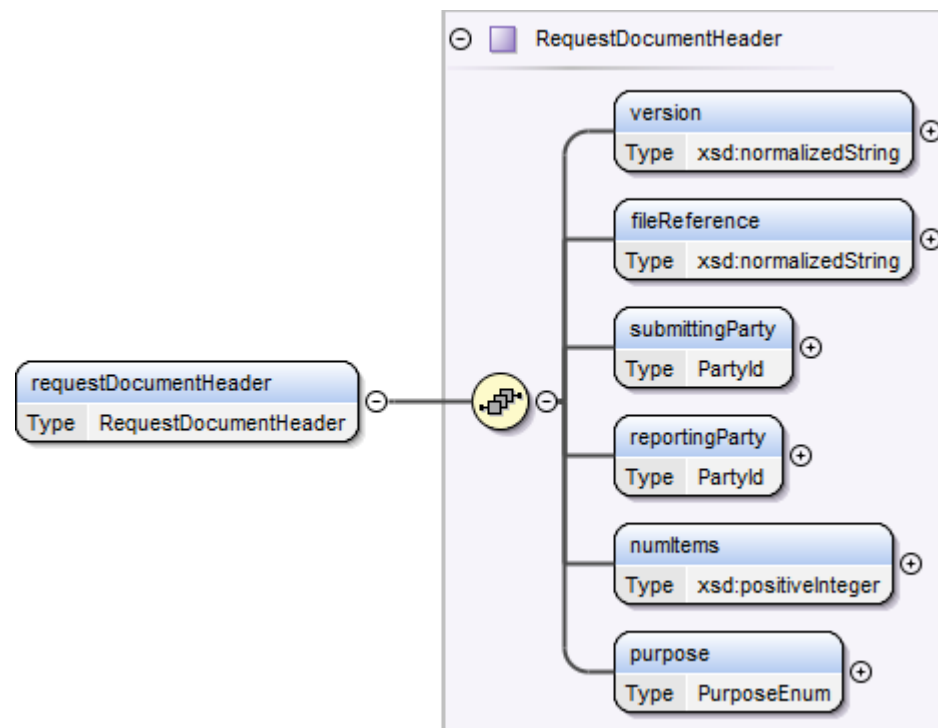 RequestDocumentHeader
version
Type xsd:normalizedString
fileReference
Type xsd:normalizedString
submittingParty
Type PartyId
requestDocumentHeader
Type RequestDocumentHeader
reportingParty
Type PartyId
numItems
Type xsd:positiveInteger
purpose
Type PurposeEnum